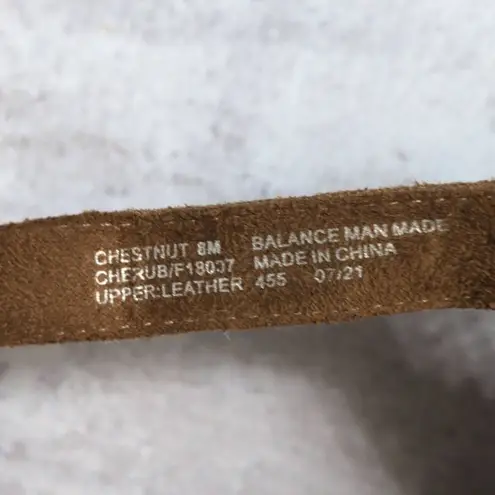 CHESTNUT 8M BALANCE MAN MADE
CHERUB/F18037 MADE IN CHINA
UPPER:LEATHER 455 07/21